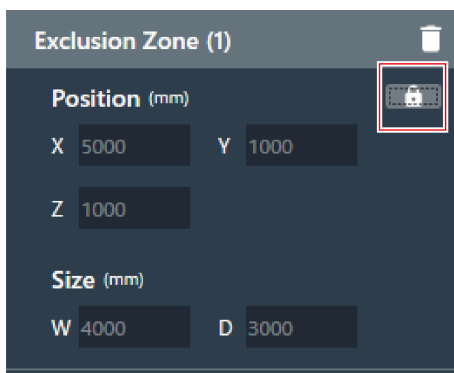 Exclusion Zone (1)
Position (mm)
X 5000 Y 1000
Z 1000
Size (mm)
W 4000 D 3000